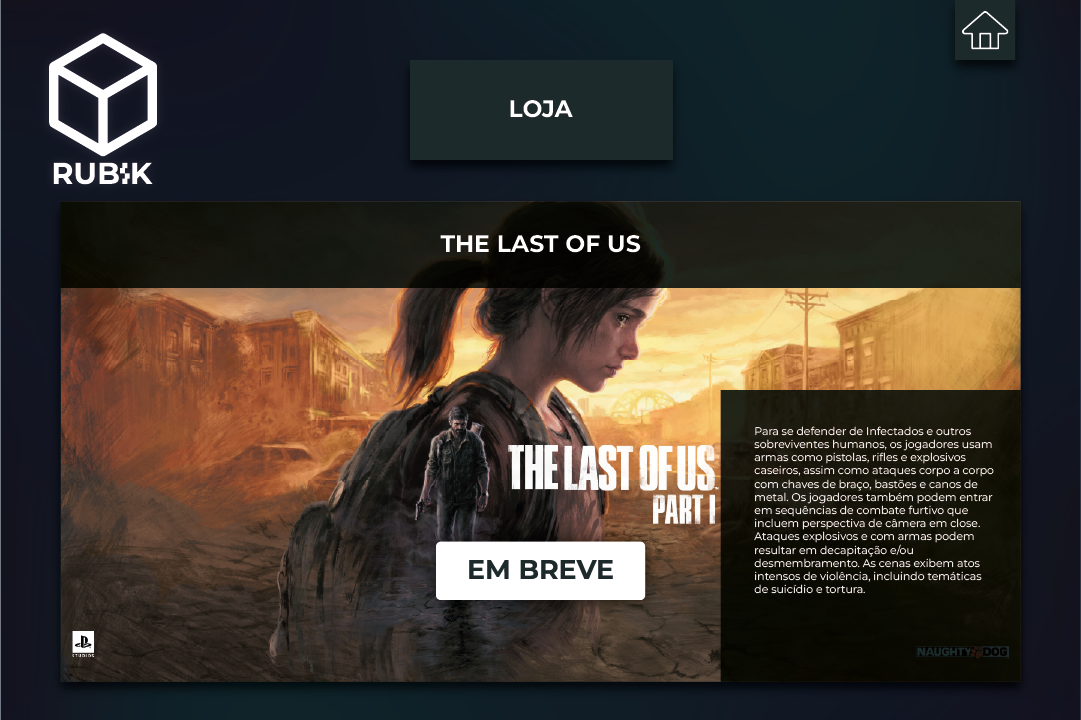 LOJA
RUBIK
THE LAST OF US
THE LAST OF US
PART I
Para se defender de Infectados e outros
sobreviventes humanos, os jogadores usam
armas como pistolas, rifles e explosivos
caseiros, assim como ataques corpo a corpo
com chaves de braço, bastões e canos de
metal. Os jogadores também podem entrar
em sequências de combate furtivo que
incluem perspectiva de câmera em close.
Ataques explosivos e com armas podem
resultar em decapitação e/ou
desmembramento. As cenas exibem atos
intensos de violência, incluindo temáticas
de suicídio e tortura.
EM BREVE
STUDIOS
NAUGHTY DOG